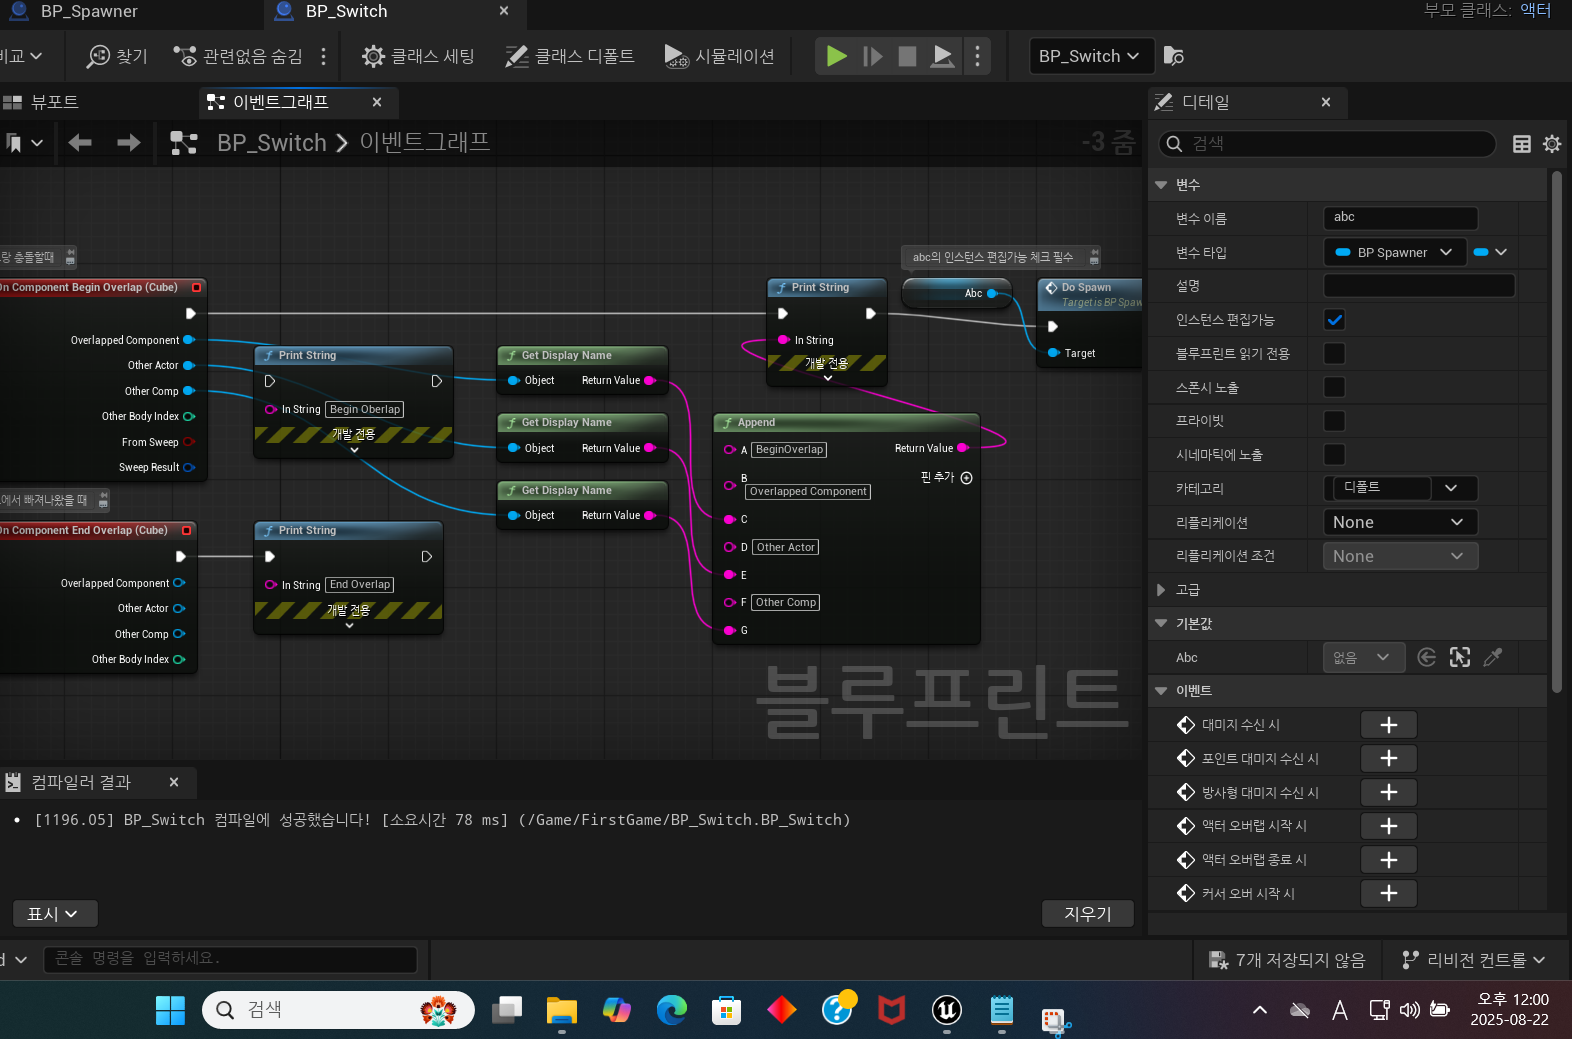 BP_Spawner
BP_Switch
부모 클래스: 액터
비교
찾기
관련없음 숨김
클래스 세팅
클래스 디폴트
시뮬레이션
BP_Switch
뷰포트
이벤트그래프
디테일
BP_Switch
이벤트그래프
-3 줌
검색
변수
변수 이름
abc
변수 타입
BP Spawner
설명
인스턴스 편집가능
블루프린트 읽기 전용
스폰시 노출
프라이빗
시네마틱에 노출
카테고리
디폴트
리플리케이션
None
리플리케이션 조건
None
고급
기본값
Abc
없음
이벤트
대미지 수신 시
포인트 대미지 수신 시
방사형 대미지 수신 시
액터 오버랩 시작 시
액터 오버랩 종료 시
커서 오버 시작 시
랑 충돌할때
On Component Begin Overlap (Cube)
Overlapped Component
Other Actor
Other Comp
Other Body Index
From Sweep
Sweep Result
에서 빠져나왔을 때
On Component End Overlap (Cube)
Overlapped Component
Other Actor
Other Comp
Other Body Index
Print String
In String
Begin Oberlap
개발 전용
Print String
In String
End Overlap
개발 전용
Get Display Name
Object
Return Value
Get Display Name
Object
Return Value
Get Display Name
Object
Return Value
Print String
In String
개발 전용
abc의 인스턴스 편집가능 체크 필수
Abc
Do Spawn
Target is BP Spaw
Target
Append
A
BeginOverlap
Return Value
B
Overlapped Component
핀 추가
C
D
Other Actor
E
F
Other Comp
G
블루프린트
컴파일러 결과
[1196.05] BP_Switch 컴파일에 성공했습니다! [소요시간 78 ms] (/Game/FirstGame/BP_Switch.BP_Switch)
표시
지우기
d
콘솔 명령을 입력하세요.
7개 저장되지 않음
리비전 컨트롤
검색
A
오후 12:00
2025-08-22